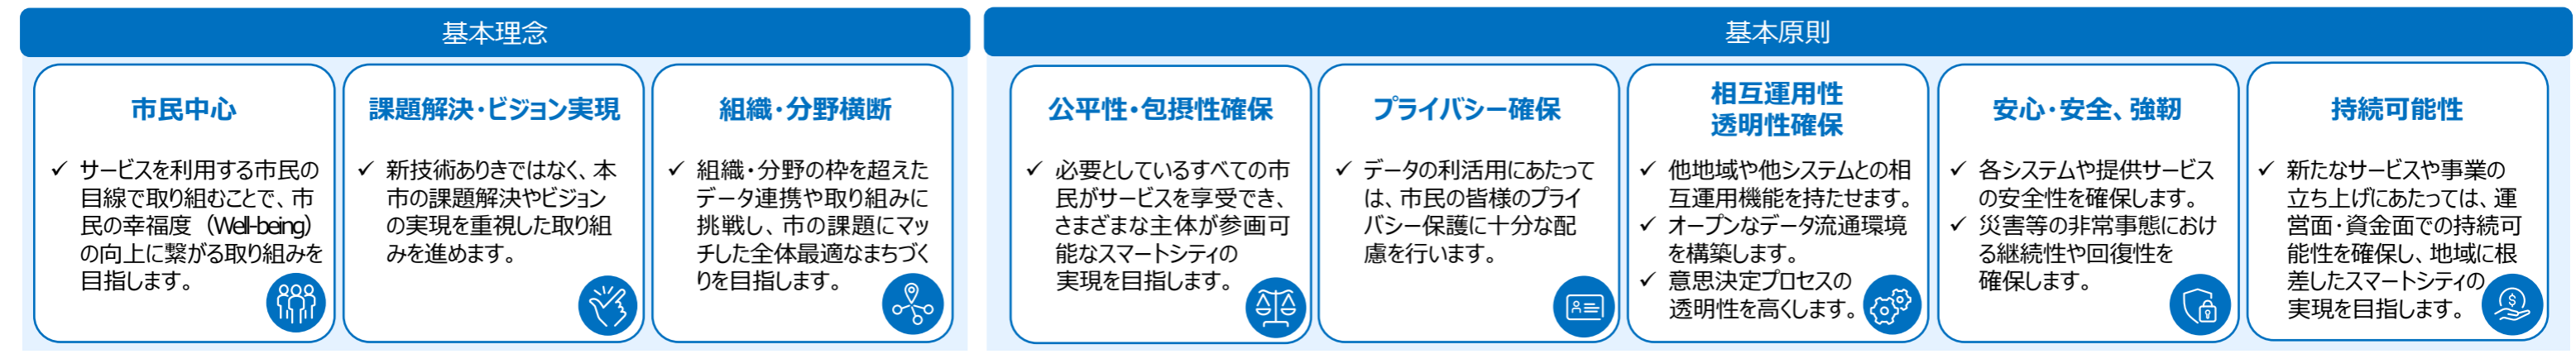 基本理念
市民中心
✓ サービスを利用する市民の
目線で取り組むことで、市
民の幸福度（Well-being）
の向上に繋がる取り組みを
目指します。
課題解決・ビジョン実現
✓ 新技術ありきではなく、本
市の課題解決やビジョン
の実現を重視した取り組
みを進めます。
組織・分野横断
✓ 組織・分野の枠を超えた
データ連携や取り組みに
挑戦し、市の課題にマッ
チした全体最適なまちづく
りを目指します。
基本原則
公平性・包摂性確保
✓ 必要としているすべての市
民がサービスを享受でき、
さまざまな主体が参画可
能なスマートシティの
実現を目指します。
プライバシー確保
✓ データの利活用にあたって
は、市民の皆様のプライ
バシー保護に十分な配
慮を行います。
相互運用性
透明性確保
✓ 他地域や他システムとの相
互運用機能を持たせます。
✓ オープンなデータ流通環境
を構築します。
✓ 意思決定プロセスの
透明性を高くします。
安心・安全、強靭
✓ 各システムや提供サービス
の安全性を確保します。
✓ 災害等の非常事態におけ
る継続性や回復性を
確保します。
持続可能性
✓ 新たなサービスや事業の
立ち上げにあたっては、運
営面・資金面での持続可
能性を確保し、地域に根
差したスマートシティの
実現を目指します。